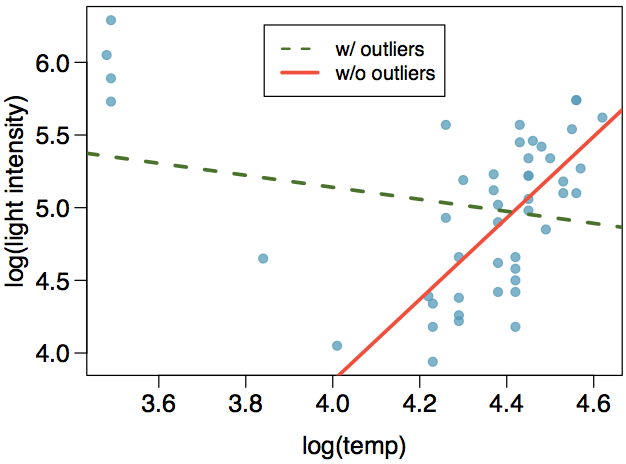 w/ outliers
w/o outliers
6.0
5.5
5.0
4.5
4.0
log(light intensity)
3.6 3.8 4.0 4.2 4.4 4.6
log(temp)